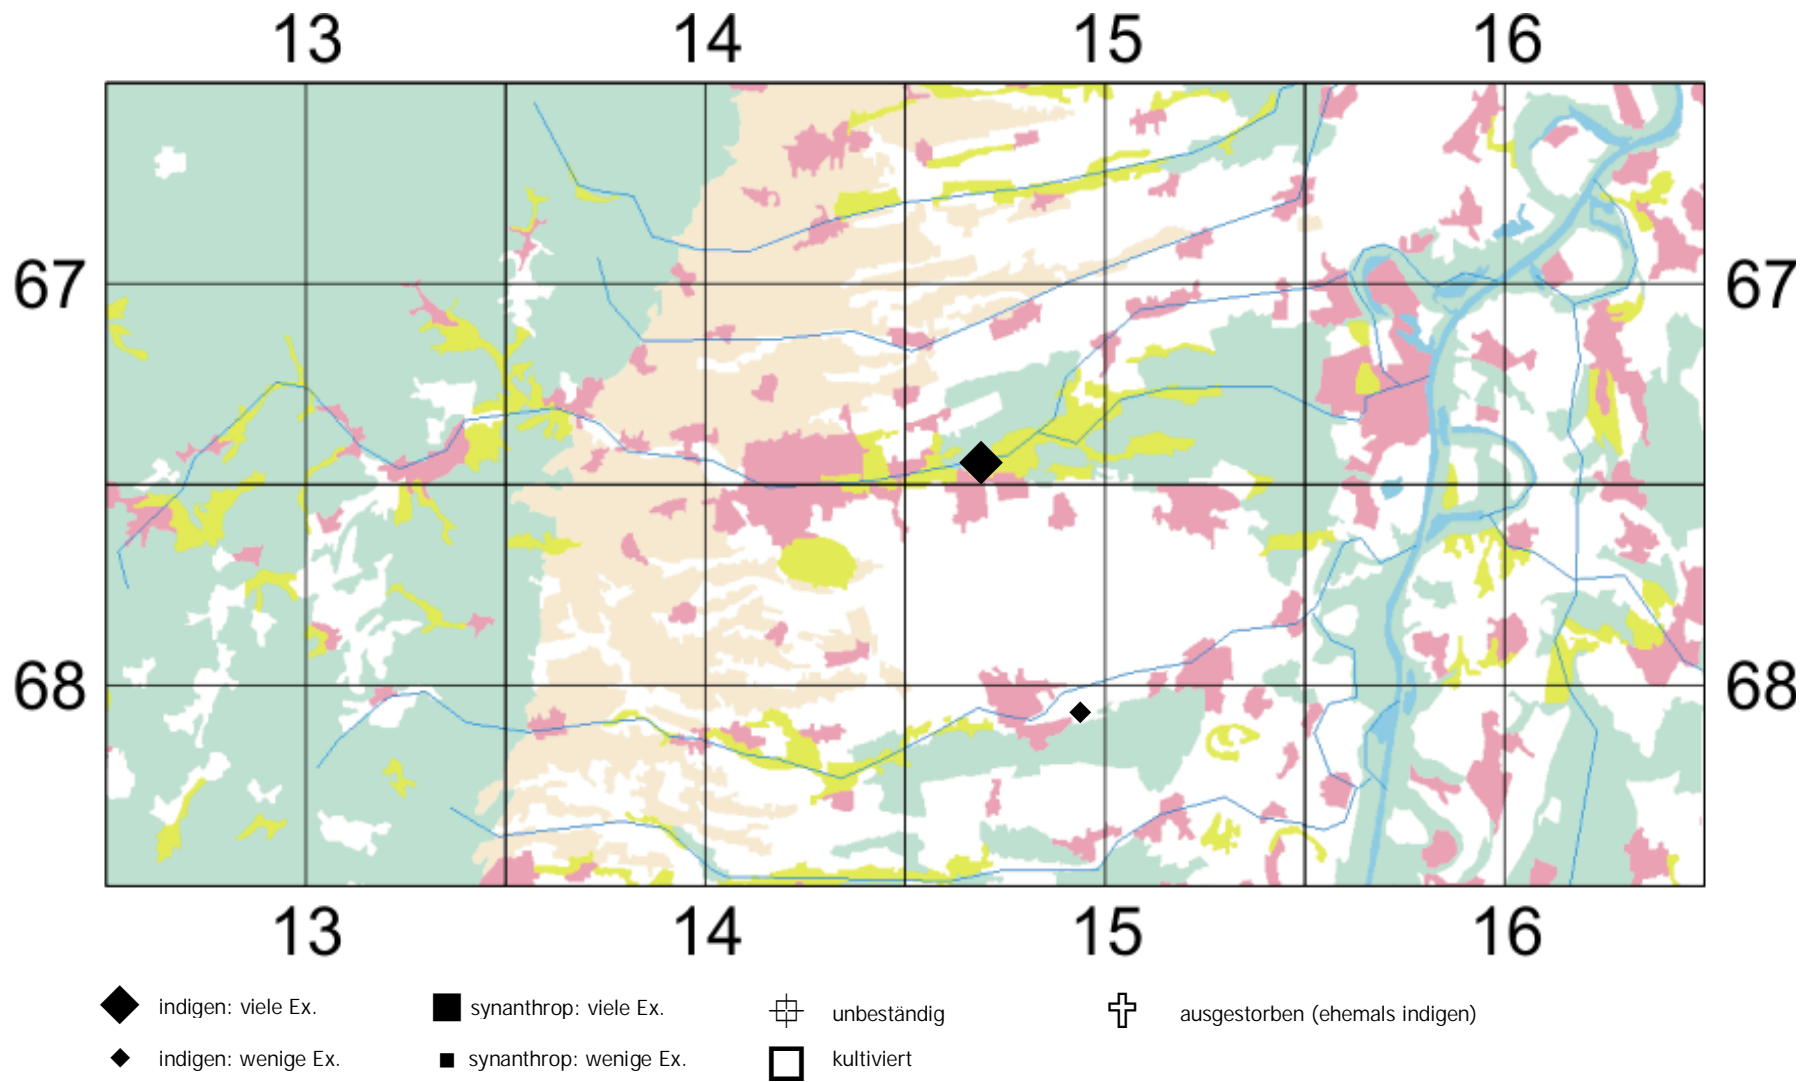 13 14 15 16
67 67
68 68
13 14 15 16
indigen: viele Ex. synanthrop: viele Ex. unbeständig ausgestorben (ehemals indigen)
indigen: wenige Ex. synanthrop: wenige Ex. kultiviert